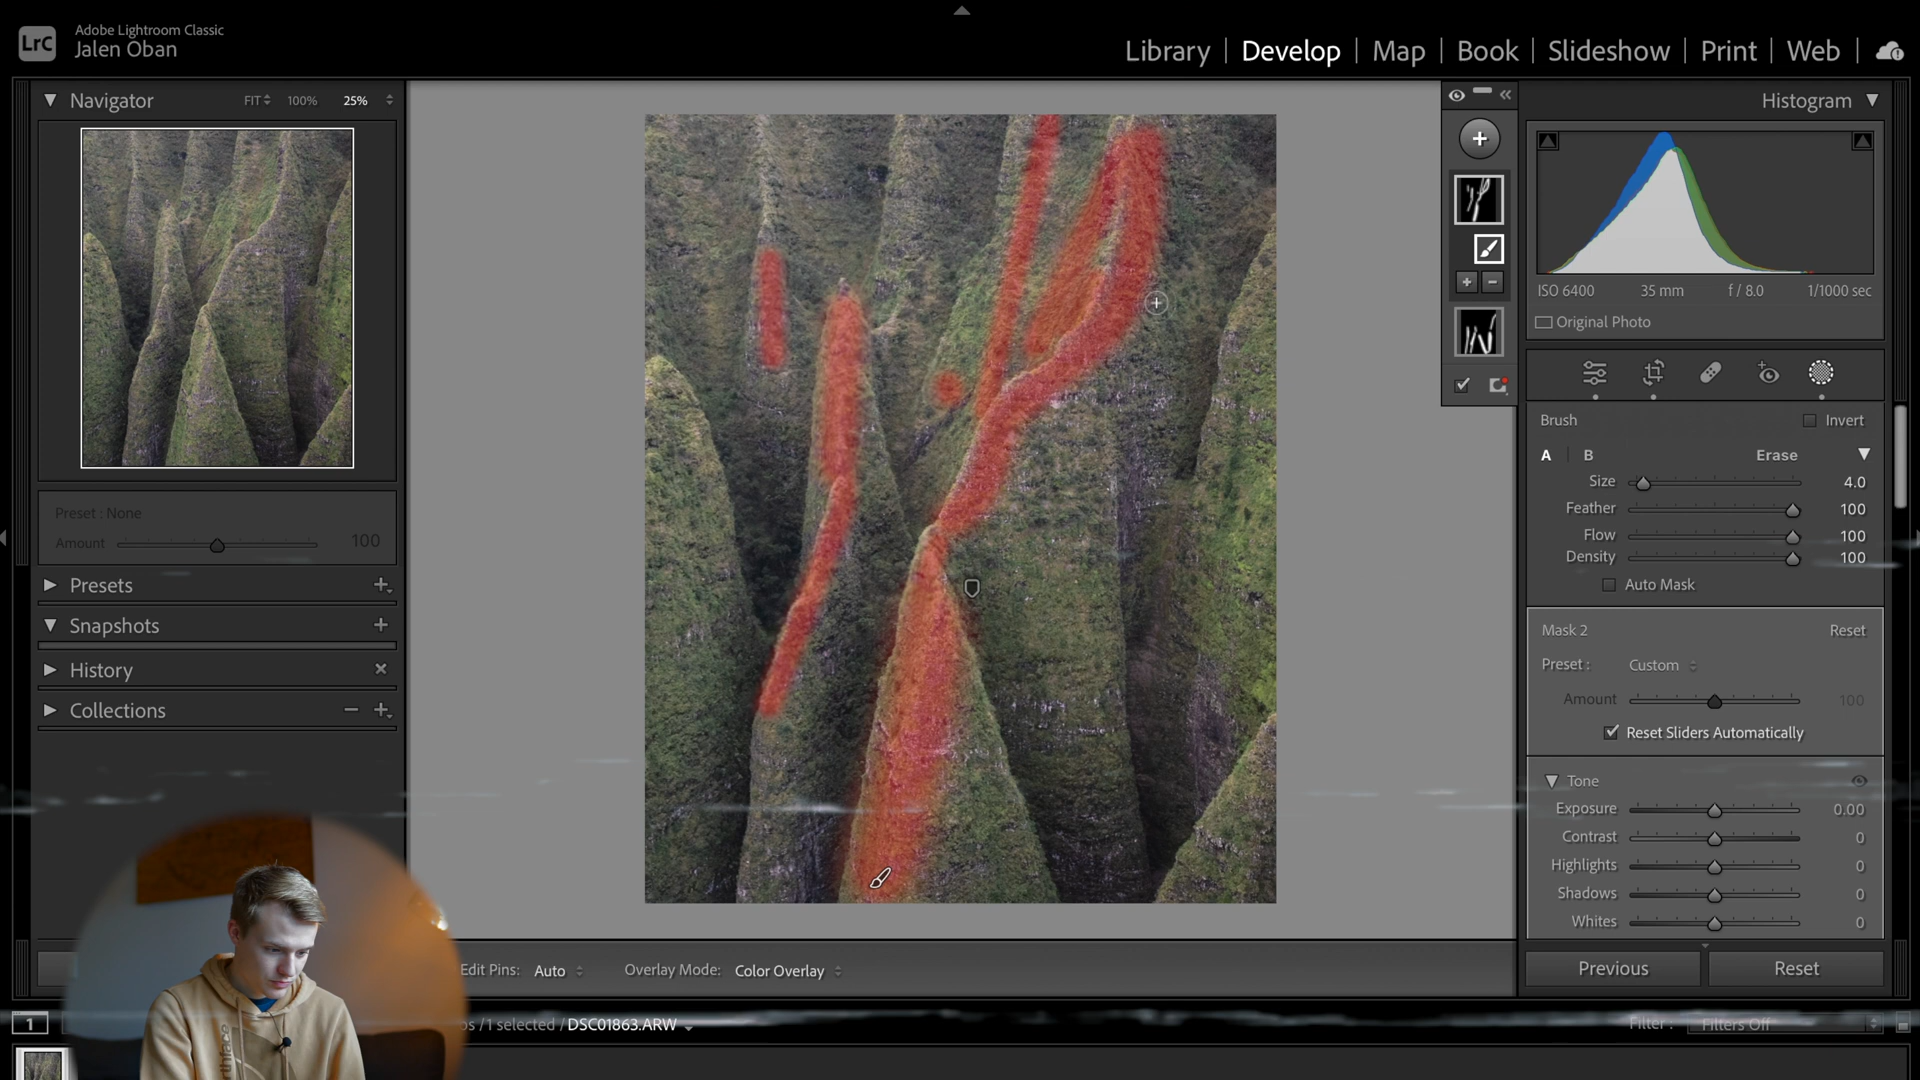 LrC
Adobe Lightroom Classic
Jalen Oban
Library | Develop | Map | Book | Slideshow | Print | Web
Navigator FIT 100% 25%
Preset : None
Amount 100
Presets
Snapshots
History
Collections
Histogram
ISO 6400 35 mm f / 8.0 1/1000 sec
Original Photo
Brush Invert
A B Erase
Size 4.0
Feather 100
Flow 100
Density 100
Auto Mask
Mask 2 Reset
Preset : Custom
Amount 100
Reset Sliders Automatically
Tone
Exposure 0.00
Contrast 0
Highlights 0
Shadows 0
Whites 0
Previous Reset
Edit Pins: Auto Overlay Mode: Color Overlay
1
/1 selected / DSC01863.ARW
Filter : Filters Off